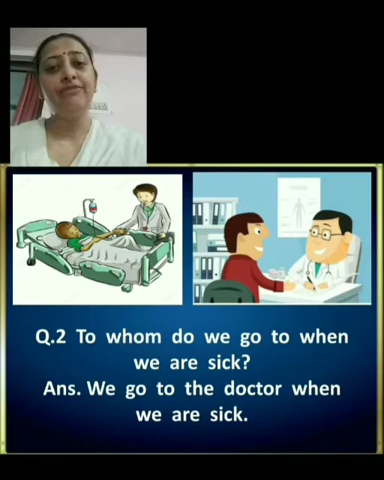 Q.2 To whom do we go to when
we are sick?
Ans. We go to the doctor when
we are sick.